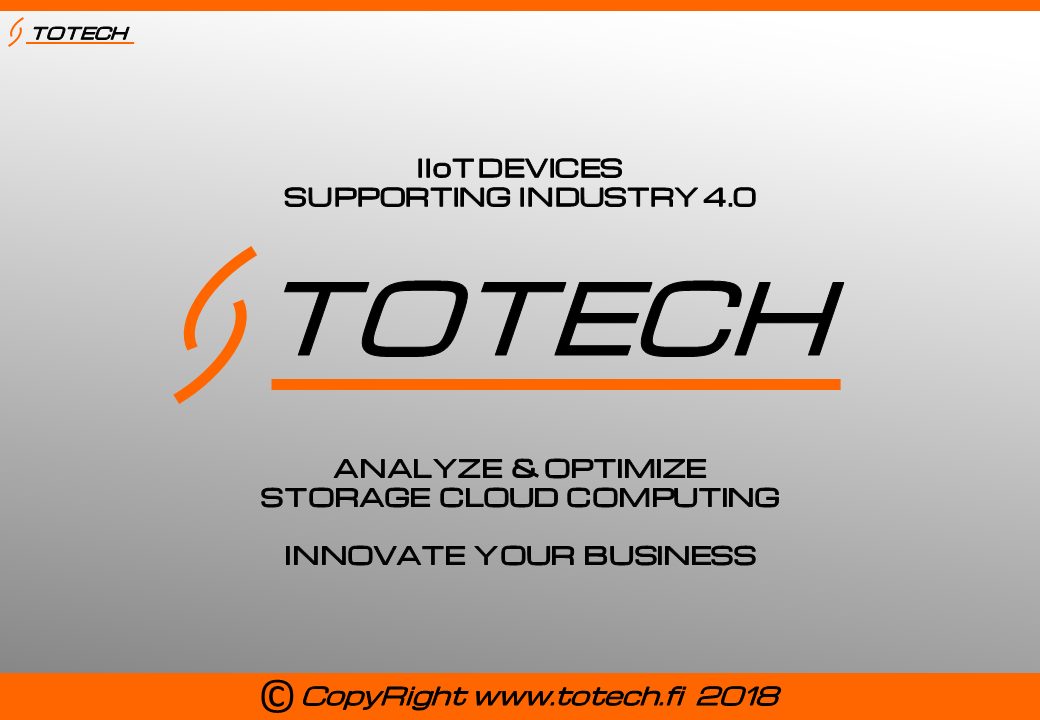 TOTECH
IIoT DEVICES
SUPPORTING INDUSTRY 4.0
TOTECH
ANALYZE & OPTIMIZE
STORAGE CLOUD COMPUTING
INNOVATE YOUR BUSINESS
© CopyRight www.totech.fi 2018